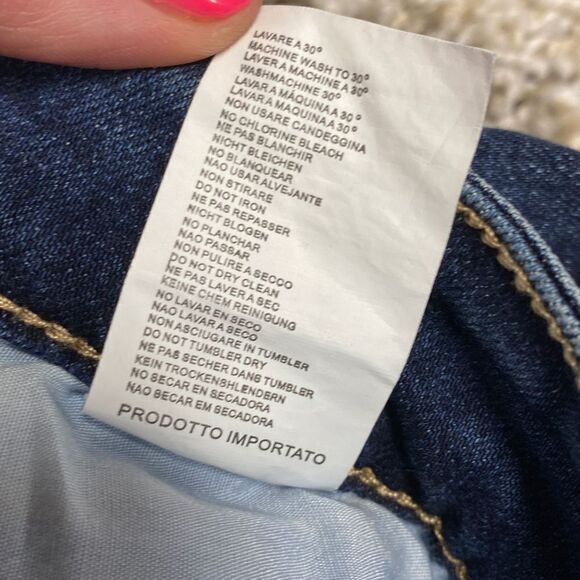 LAVARE A 30°
MACHINE WASH TO 30°
LAVER A MACHINE A 30°
WASHMACHINE 30°
LAVAR A MÁQUINA A 30°
LAVARA MAQUINA A 30°
NON USARE CANDEGGINA
NO CHLORINE BLEACH
NE PAS BLANCHIR
NICHT BLEICHEN
NO BLANQUEAR
NAO USAR ALVEJANTE
NON STIRARE
DO NOT IRON
NE PAS REPASSER
NICHT BLOGEN
NO PLANCHAR
NAO PASSAR
NON PULIRE A SECCO
DO NOT DRY CLEAN
NE PAS LAVER A SEC
KEINE CHEM REINIGUNG
NO LAVAR EN SECO
NAO LAVAR A SECO
NON ASCIUGARE IN TUMBLER
DO NOT TUMBLER DRY
NE PAS SECHER DANS TUMBLER
KEIN TROCKENSHLENDERN
NO SECAR EN SECADORA
NAO SECAR EM SECADORA
PRODOTTO IMPORTATO